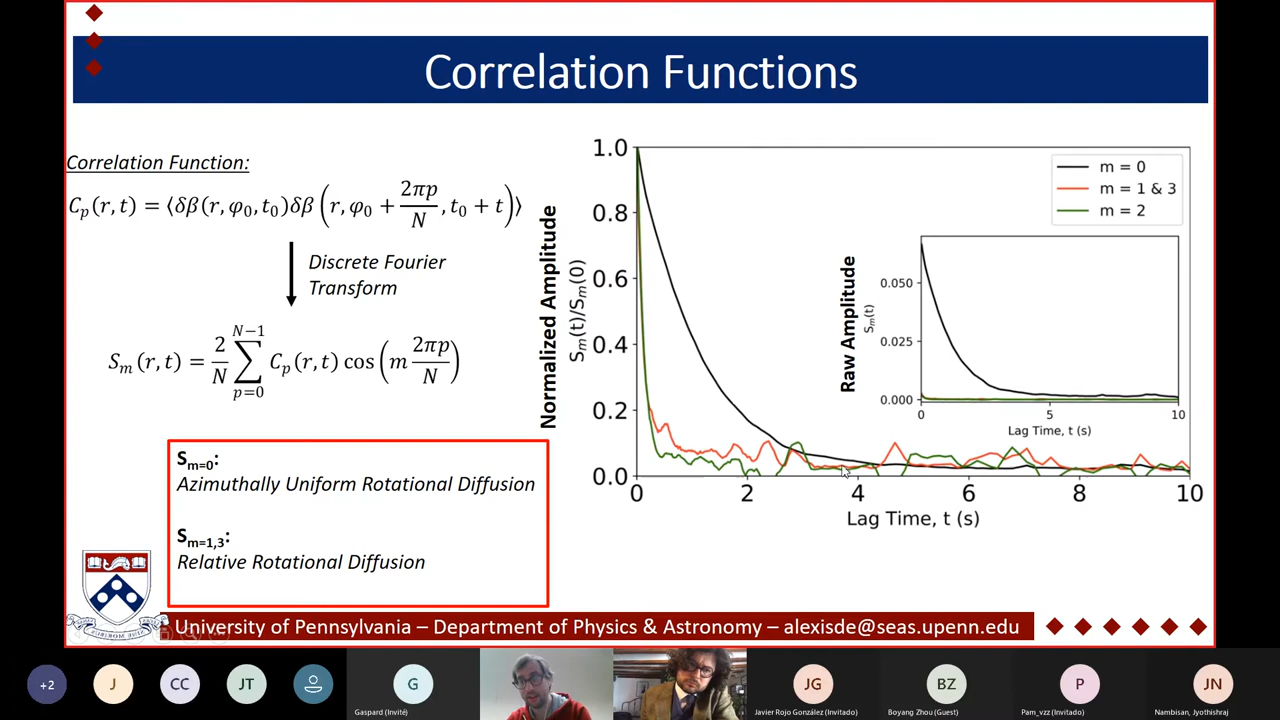 Correlation Functions
Correlation Function:
C_p(r,t) = ⟨δβ(r,φ₀,t₀)δβ(r,φ₀ + 2πp/N, t₀ + t)⟩
Discrete Fourier
Transform
S_m(r,t) = 2/N ∑_{p=0}^{N−1} C_p(r,t) cos(m 2πp/N)
S_{m=0}:
Azimuthally Uniform Rotational Diffusion
S_{m=1,3}:
Relative Rotational Diffusion
Normalized Amplitude
S_m(t)/S_m(0)
1.0
0.8
0.6
0.4
0.2
0.0
0 2 4 6 8 10
Lag Time, t (s)
m = 0
m = 1 & 3
m = 2
Raw Amplitude
S_m(t)
0.050
0.025
0.000
0 5 10
Lag Time, t (s)
University of Pennsylvania – Department of Physics & Astronomy – alexisde@seas.upenn.edu
+2
J
CC
JT
G
Gaspard (Invité)
JG
Javier Rojo González (Invitado)
BZ
Boyang Zhou (Guest)
P
Pam_vzz (Invitado)
JN
Nambisan, Jyothishraj